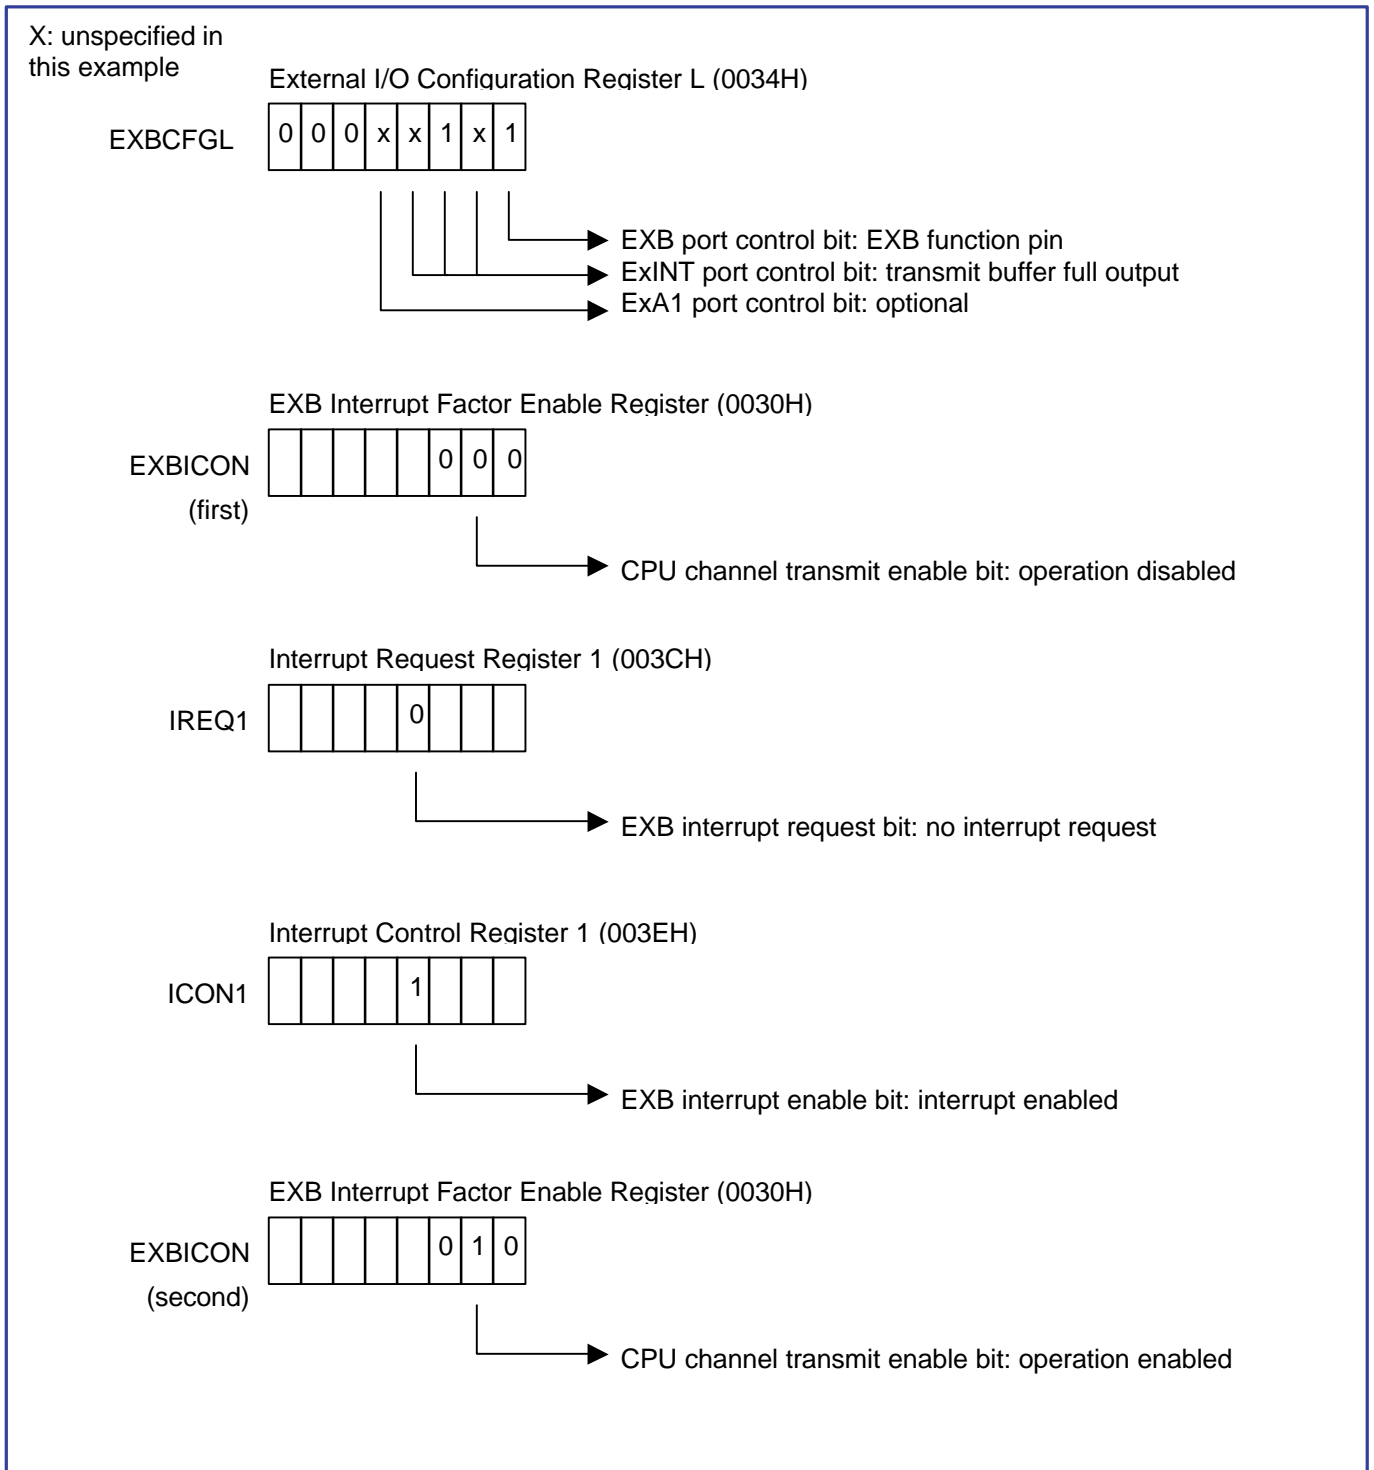 X: unspecified in
this example
External I/O Configuration Register L (0034H)
EXBCFGL
0 0 0 x x 1 x 1
EXB port control bit: EXB function pin
ExINT port control bit: transmit buffer full output
ExA1 port control bit: optional
EXB Interrupt Factor Enable Register (0030H)
EXBICON
(first)
0 0 0
CPU channel transmit enable bit: operation disabled
Interrupt Request Register 1 (003CH)
IREQ1
0
EXB interrupt request bit: no interrupt request
Interrupt Control Register 1 (003EH)
ICON1
1
EXB interrupt enable bit: interrupt enabled
EXB Interrupt Factor Enable Register (0030H)
EXBICON
(second)
0 1 0
CPU channel transmit enable bit: operation enabled